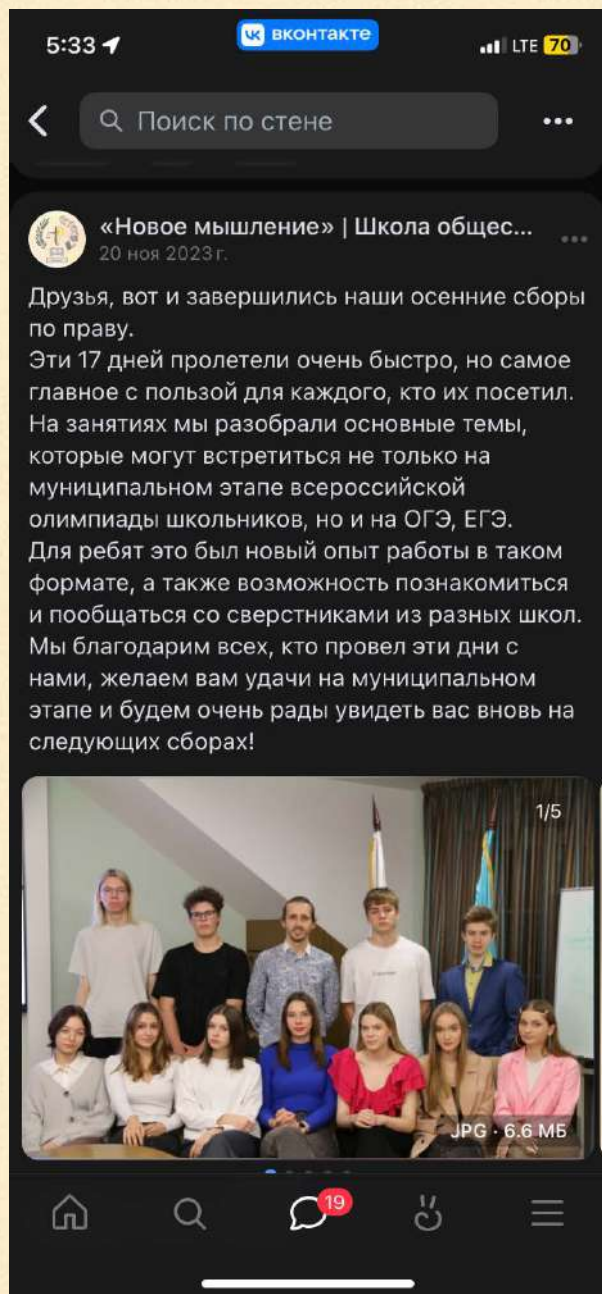 5:33
вконтакте
LTE 70
Поиск по стене
«Новое мышление» | Школа общес...
20 ноя 2023 г.
Друзья, вот и завершились наши осенние сборы
по праву.
Эти 17 дней пролетели очень быстро, но самое
главное с пользой для каждого, кто их посетил.
На занятиях мы разобрали основные темы,
которые могут встретиться не только на
муниципальном этапе всероссийской
олимпиады школьников, но и на ОГЭ, ЕГЭ.
Для ребят это был новый опыт работы в таком
формате, а также возможность познакомиться
и пообщаться со сверстниками из разных школ.
Мы благодарим всех, кто провел эти дни с
нами, желаем вам удачи на муниципальном
этапе и будем очень рады увидеть вас вновь на
следующих сборах!
1/5
JPG · 6.6 МБ
19